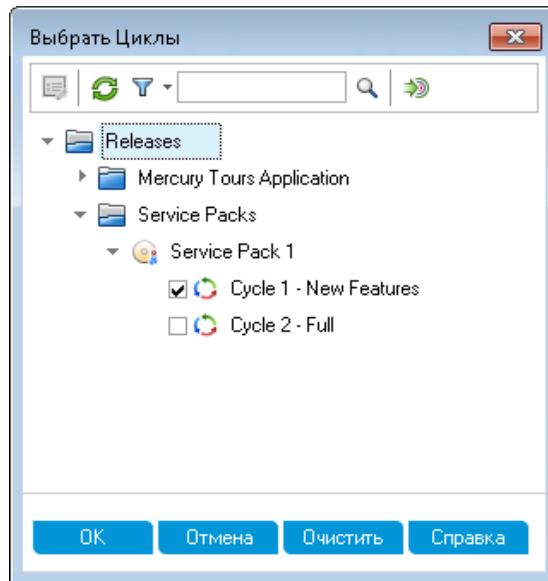 Выбрать Циклы
Releases
Mercury Tours Application
Service Packs
Service Pack 1
Cycle 1 - New Features
Cycle 2 - Full
OK Отмена Очистить Справка